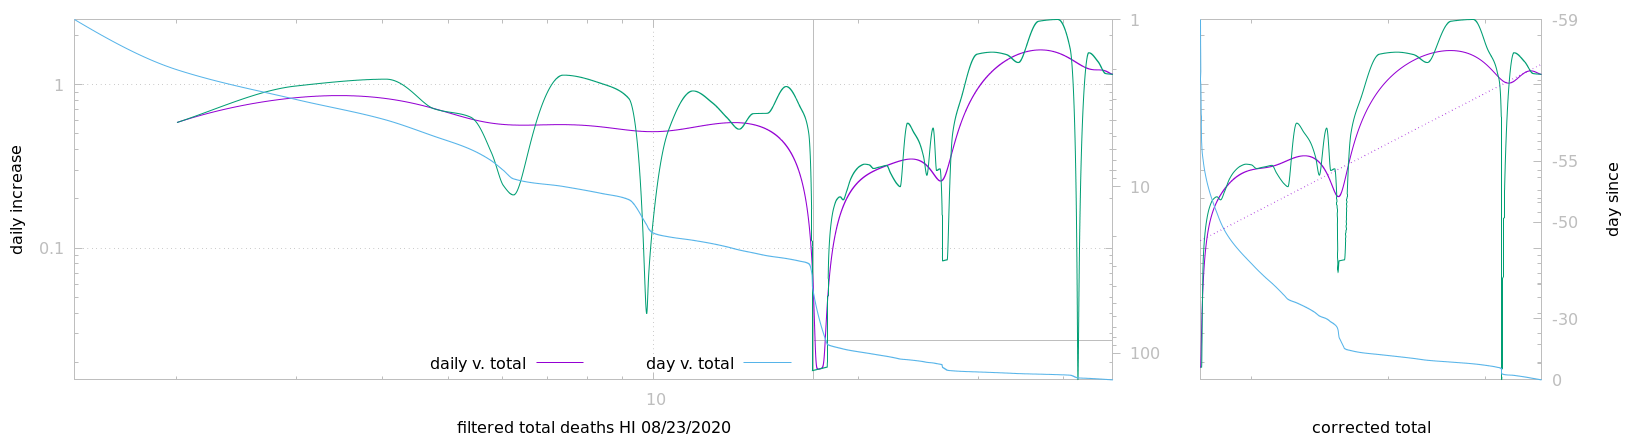 1
0.1
daily increase
daily v. total
day v. total
10
filtered total deaths HI 08/23/2020
1
10
100
-59
-55
-50
-30
0
day since
corrected total